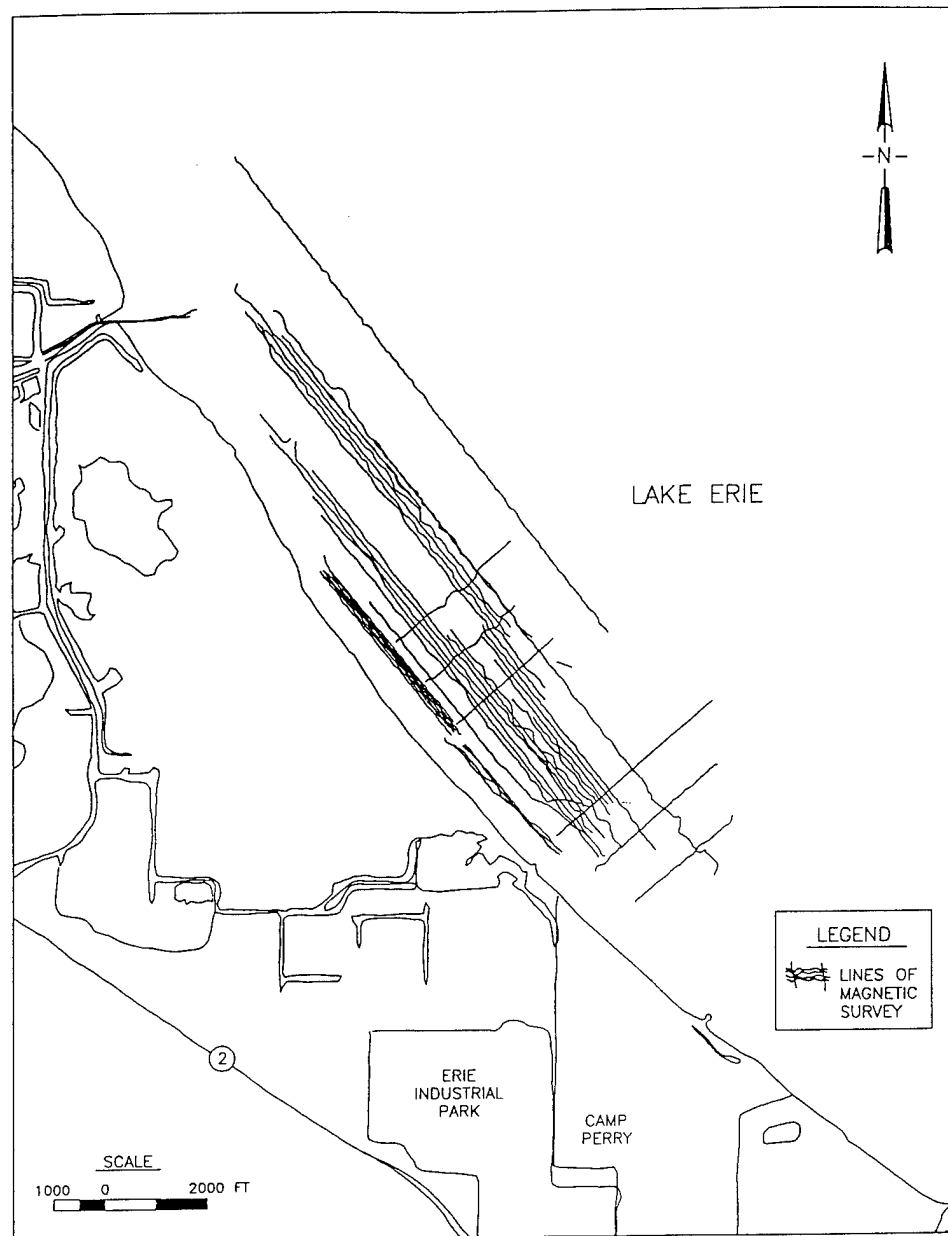 -N-
LAKE ERIE
LEGEND
LINES OF
MAGNETIC
SURVEY
2
ERIE
INDUSTRIAL
PARK
CAMP
PERRY
SCALE
1000 0 2000 FT